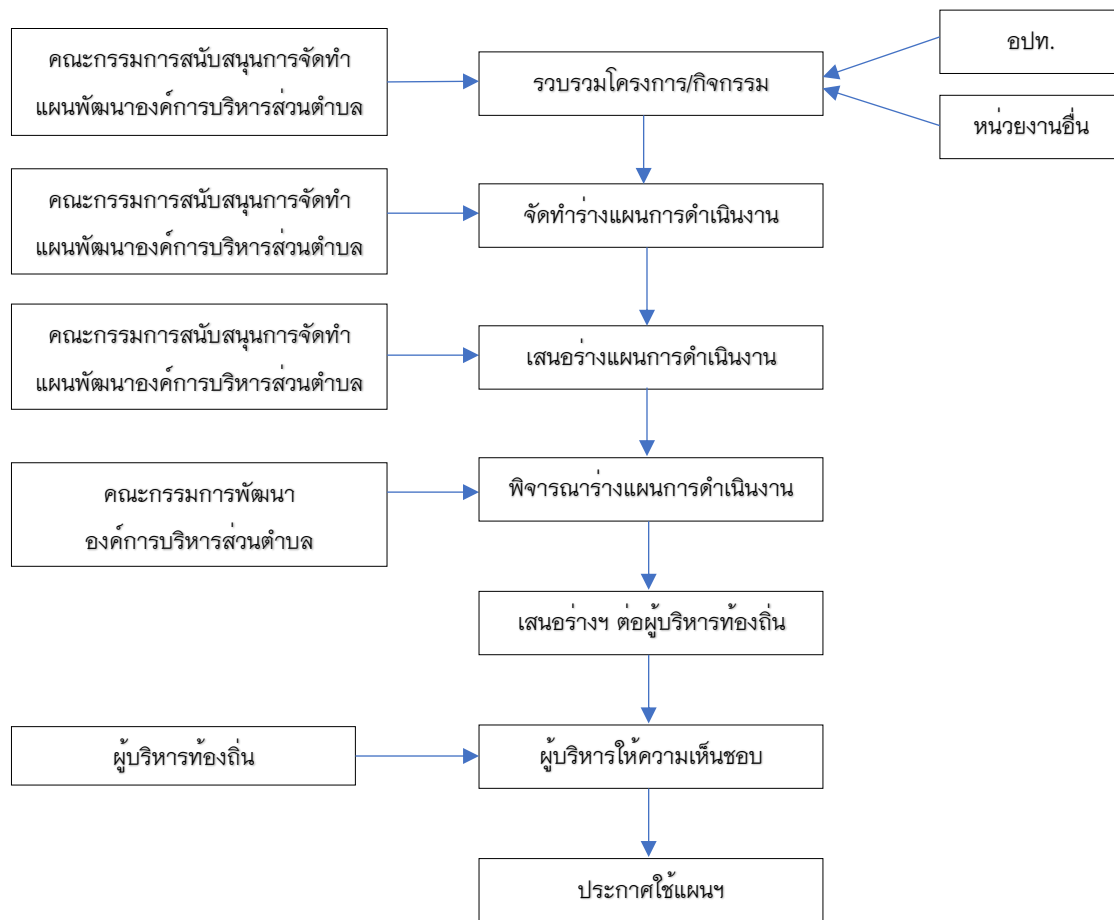 คณะกรรมการสนับสนุนการจัดทำ
แผนพัฒนาองค์การบริหารส่วนตำบล
รวบรวมโครงการ/กิจกรรม
อปท.
หน่วยงานอื่น
คณะกรรมการสนับสนุนการจัดทำ
แผนพัฒนาองค์การบริหารส่วนตำบล
จัดทำร่างแผนการดำเนินงาน
คณะกรรมการสนับสนุนการจัดทำ
แผนพัฒนาองค์การบริหารส่วนตำบล
เสนอร่างแผนการดำเนินงาน
คณะกรรมการพัฒนา
องค์การบริหารส่วนตำบล
พิจารณาร่างแผนการดำเนินงาน
เสนอร่างฯ ต่อผู้บริหารท้องถิ่น
ผู้บริหารท้องถิ่น
ผู้บริหารให้ความเห็นชอบ
ประกาศใช้แผนฯ